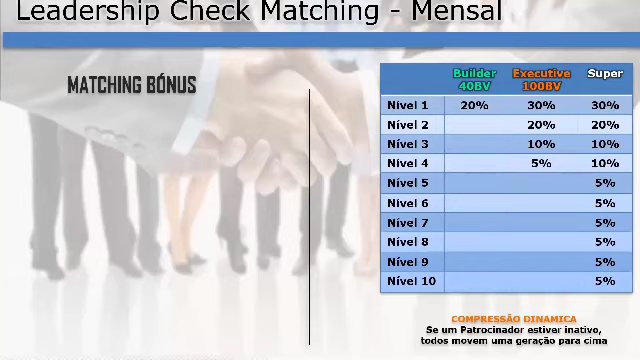 Leadership Check Matching - Mensal
MATCHING BÓNUS
Builder Executive Super
40BV 100BV
Nível 1 20% 30% 30%
Nível 2 20% 20%
Nível 3 10% 10%
Nível 4 5% 10%
Nível 5 5%
Nível 6 5%
Nível 7 5%
Nível 8 5%
Nível 9 5%
Nível 10 5%
COMPRESSÃO DINAMICA
Se um Patrocinador estiver inativo,
todos movem uma geração para cima